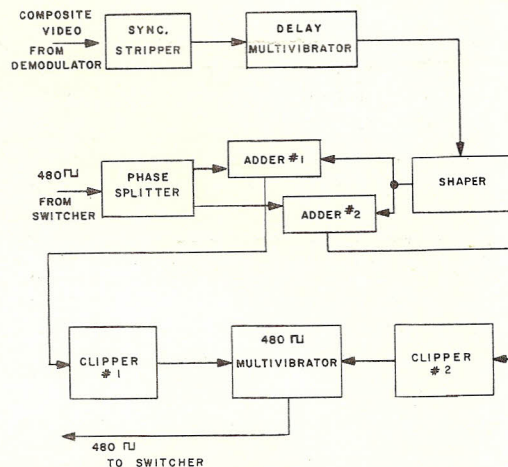 COMPOSITE
VIDEO
FROM
DEMODULATOR
SYNC.
STRIPPER
DELAY
MULTIVIBRATOR
480
FROM
SWITCHER
PHASE
SPLITTER
ADDER #1
ADDER #2
SHAPER
CLIPPER
#1
480
MULTIVIBRATOR
CLIPPER
#2
480
TO SWITCHER